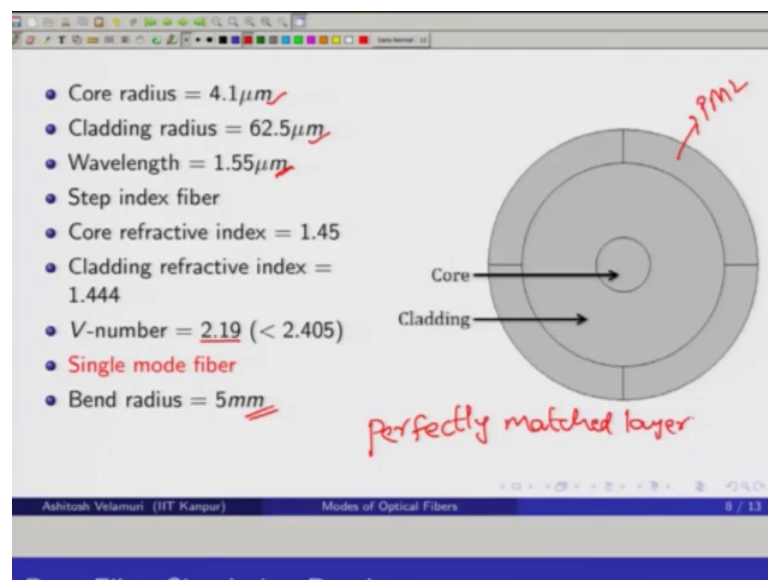 • Core radius = 4.1μm
• Cladding radius = 62.5μm
• Wavelength = 1.55μm
• Step index fiber
• Core refractive index = 1.45
• Cladding refractive index =
1.444
• V-number = 2.19 (< 2.405)
• Single mode fiber
• Bend radius = 5mm
PML
Core
Cladding
Perfectly matched layer
Ashitosh Velamuri (IIT Kanpur) Modes of Optical Fibers 8 / 13